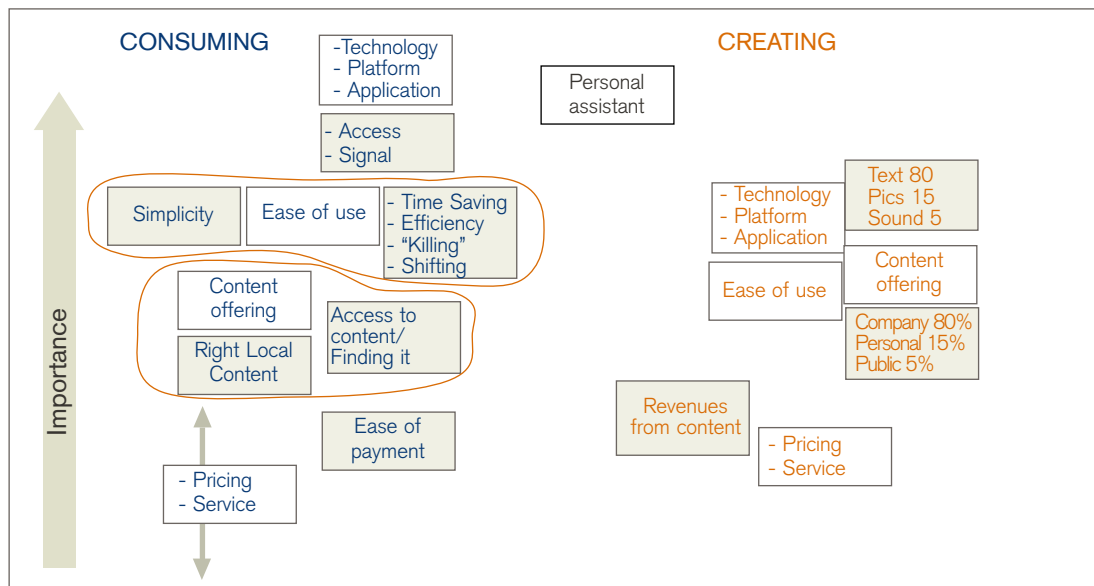 CONSUMING
CREATING
-Technology
- Platform
- Application
Personal
assistant
- Access
- Signal
Simplicity
Ease of use
- Time Saving
- Efficiency
- “Killing”
- Shifting
Content
offering
Access to
content/
Finding it
Right Local
Content
Ease of
payment
- Pricing
- Service
Importance
Text 80
Pics 15
Sound 5
- Technology
- Platform
- Application
Ease of use
Content
offering
Company 80%
Personal 15%
Public 5%
Revenues
from content
- Pricing
- Service